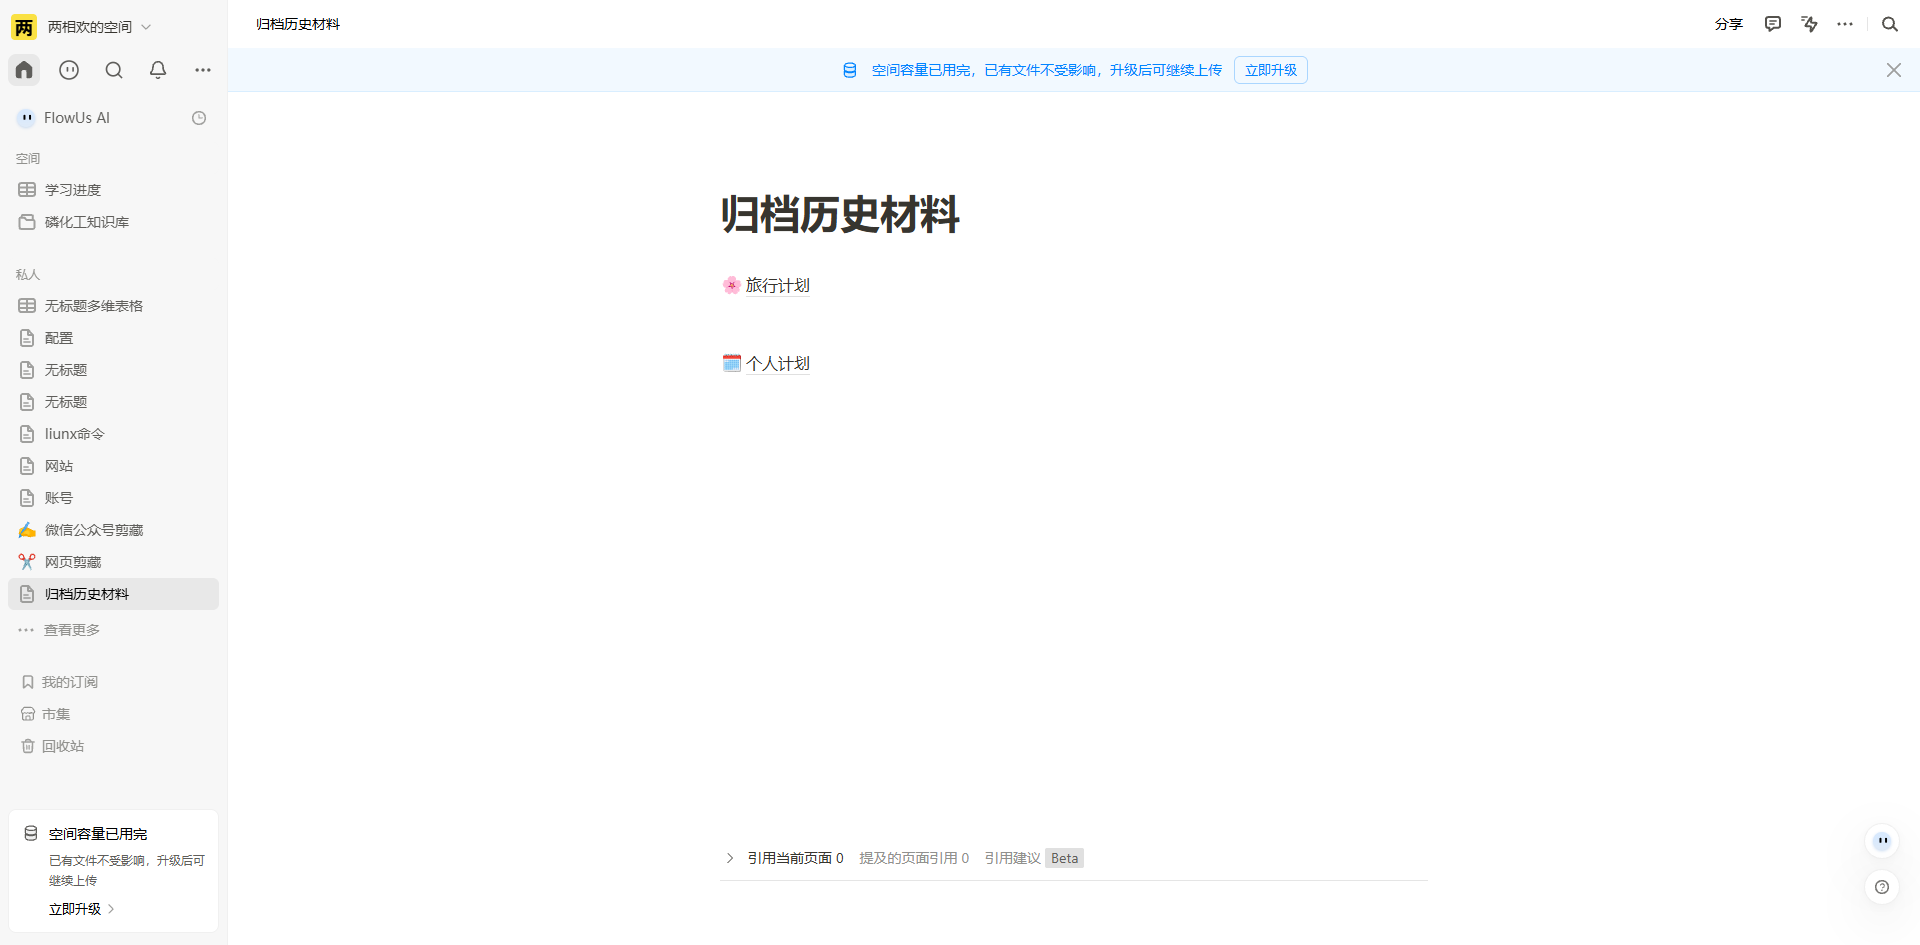 两 两相欢的空间
FlowUs AI
空间
学习进度
磷化工知识库
私人
无标题多维表格
配置
无标题
无标题
liunx命令
网站
账号
微信公众号剪藏
网页剪藏
归档历史材料
查看更多
我的订阅
市集
回收站
空间容量已用完
已有文件不受影响，升级后可
继续上传
立即升级
归档历史材料
分享
空间容量已用完，已有文件不受影响，升级后可继续上传 立即升级
归档历史材料
旅行计划
个人计划
引用当前页面 0 提及的页面引用 0 引用建议 Beta